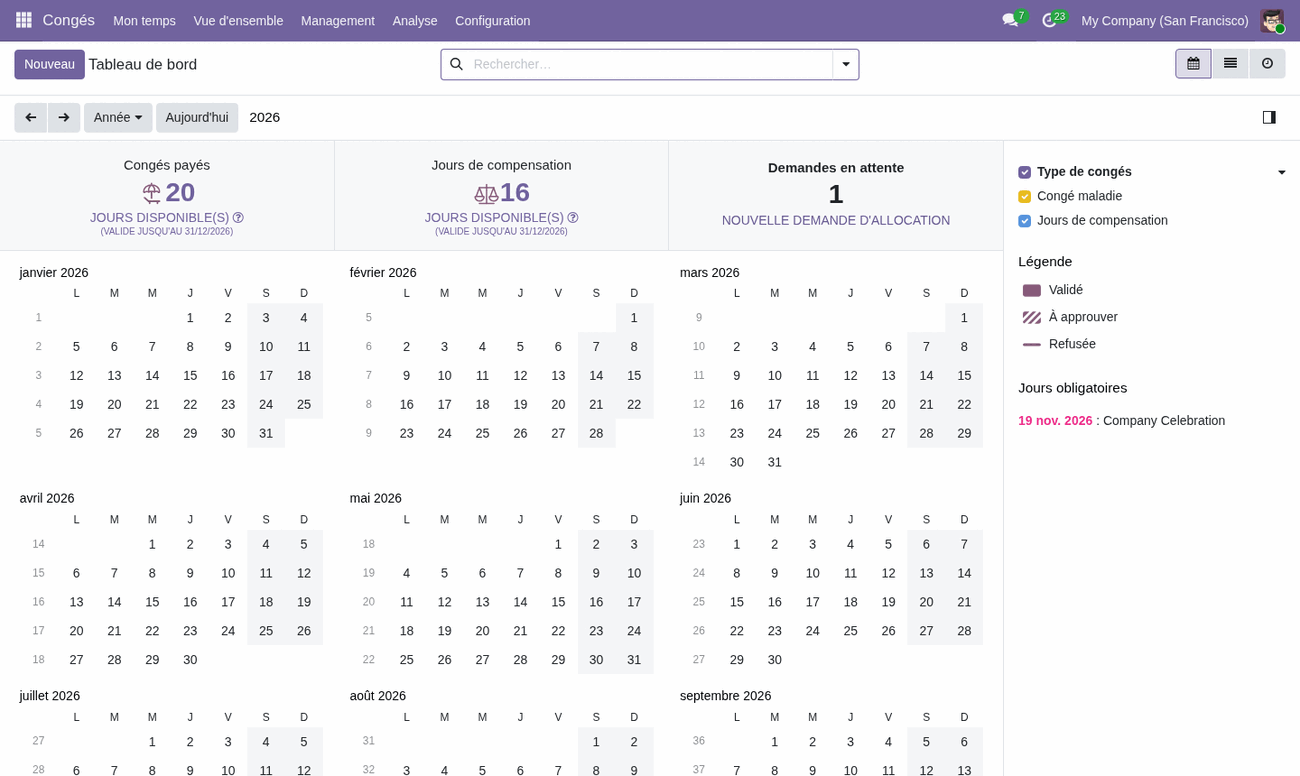 Congés Mon temps Vue d'ensemble Management Analyse Configuration 7 23 My Company (San Francisco)
Nouveau Tableau de bord Rechercher...
Année Aujourd'hui 2026
Congés payés
20
JOURS DISPONIBLE(S)
(VALIDE JUSQU'AU 31/12/2026)
Jours de compensation
16
JOURS DISPONIBLE(S)
(VALIDE JUSQU'AU 31/12/2026)
Demandes en attente
1
NOUVELLE DEMANDE D'ALLOCATION
janvier 2026
L M M J V S D
1 1 2 3 4
2 5 6 7 8 9 10 11
3 12 13 14 15 16 17 18
4 19 20 21 22 23 24 25
5 26 27 28 29 30 31
février 2026
L M M J V S D
5 1
6 2 3 4 5 6 7 8
7 9 10 11 12 13 14 15
8 16 17 18 19 20 21 22
9 23 24 25 26 27 28
mars 2026
L M M J V S D
9 1
10 2 3 4 5 6 7 8
11 9 10 11 12 13 14 15
12 16 17 18 19 20 21 22
13 23 24 25 26 27 28 29
14 30 31
avril 2026
L M M J V S D
14 1 2 3 4 5
15 6 7 8 9 10 11 12
16 13 14 15 16 17 18 19
17 20 21 22 23 24 25 26
18 27 28 29 30
mai 2026
L M M J V S D
18 1 2 3
19 4 5 6 7 8 9 10
20 11 12 13 14 15 16 17
21 18 19 20 21 22 23 24
22 25 26 27 28 29 30 31
juin 2026
L M M J V S D
23 1 2 3 4 5 6 7
24 8 9 10 11 12 13 14
25 15 16 17 18 19 20 21
26 22 23 24 25 26 27 28
27 29 30
juillet 2026
L M M J V S D
27 1 2 3 4 5
28 6 7 8 9 10 11 12
août 2026
L M M J V S D
31 1 2
32 3 4 5 6 7 8 9
septembre 2026
L M M J V S D
36 1 2 3 4 5 6
37 7 8 9 10 11 12 13
Type de congés
Congé maladie
Jours de compensation
Légende
Validé
À approuver
Refusée
Jours obligatoires
19 nov. 2026 : Company Celebration